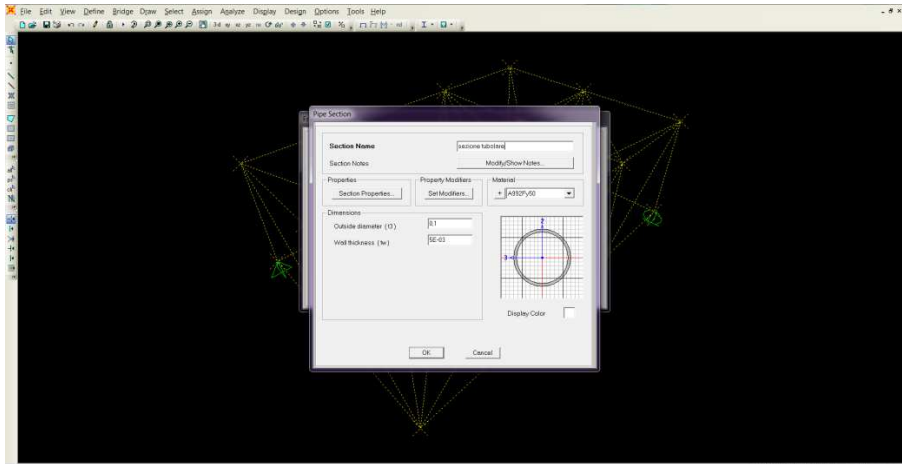 File Edit View Define Bridge Draw Select Assign Analyze Display Design Options Tools Help
Pipe Section
Section Name sezione tubolare
Section Notes Modify/Show Notes...
Properties Property Modifiers Material
Section Properties... Set Modifiers... + A992Fy50
Dimensions
Outside diameter ( t3 ) 0,1
Wall thickness ( tw ) 5E-03
2
3
Display Color
OK Cancel